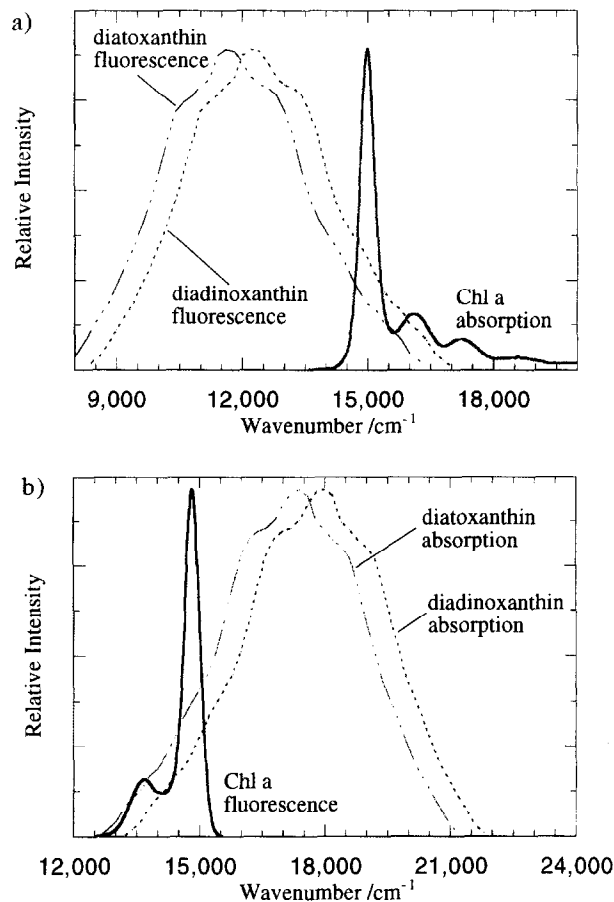 a)
diatoxanthin
fluorescence
diadinoxanthin
fluorescence
Chl a
absorption
Relative Intensity
9,000 12,000 15,000 18,000
Wavenumber /cm⁻¹
b)
diatoxanthin
absorption
diadinoxanthin
absorption
Chl a
fluorescence
Relative Intensity
12,000 15,000 18,000 21,000 24,000
Wavenumber /cm⁻¹